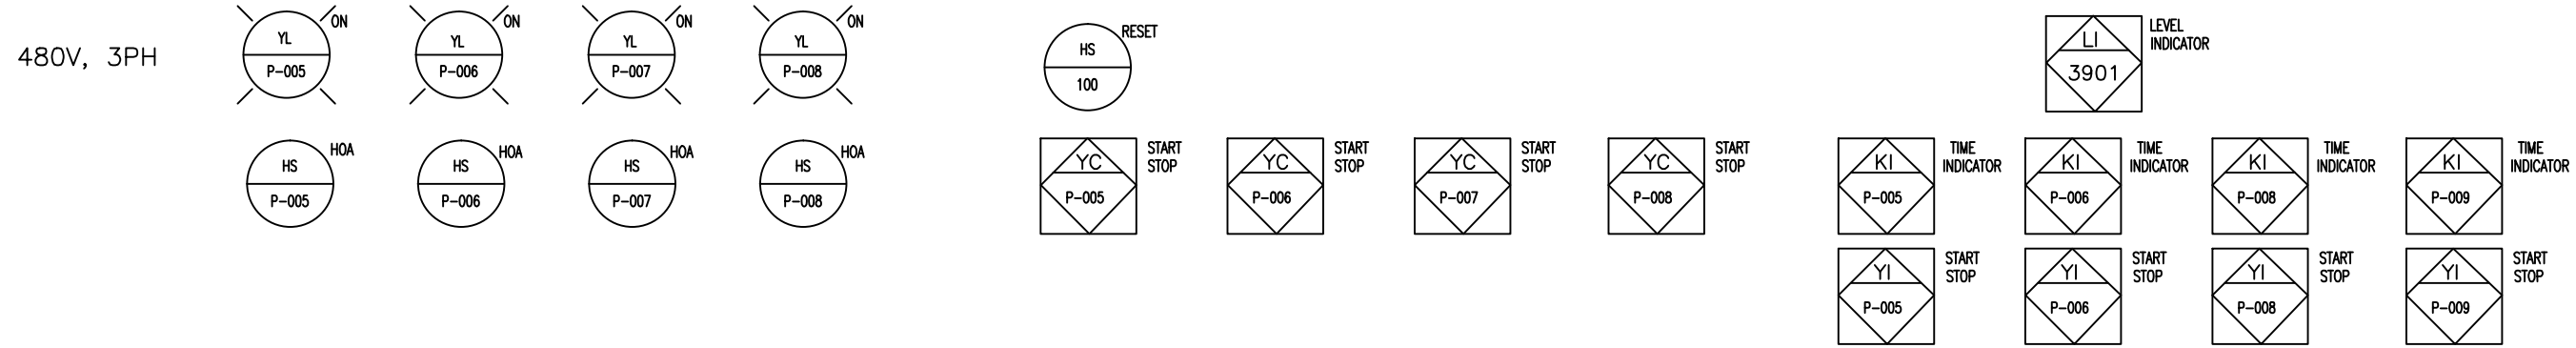 480V, 3PH
YL
P-005
ON
YL
P-006
ON
YL
P-007
ON
YL
P-008
ON
HS
100
RESET
LI
3901
LEVEL
INDICATOR
HS
P-005
HOA
HS
P-006
HOA
HS
P-007
HOA
HS
P-008
HOA
YC
P-005
START
STOP
YC
P-006
START
STOP
YC
P-007
START
STOP
YC
P-008
START
STOP
KI
P-005
TIME
INDICATOR
KI
P-006
TIME
INDICATOR
KI
P-008
TIME
INDICATOR
KI
P-009
TIME
INDICATOR
YI
P-005
START
STOP
YI
P-006
START
STOP
YI
P-008
START
STOP
YI
P-009
START
STOP